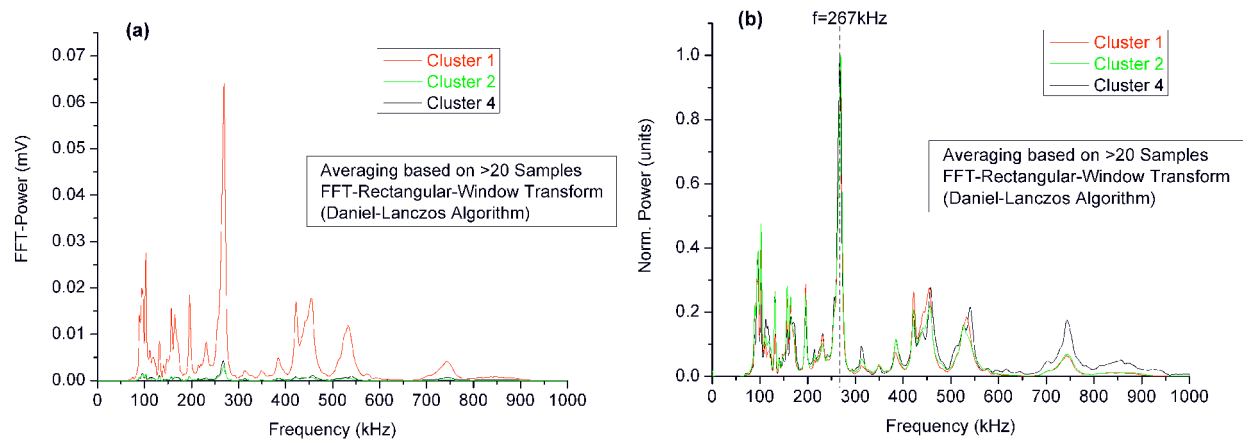 (a)
0.07
0.06
0.05
0.04
0.03
0.02
0.01
0.00
FFT-Power (mV)
Cluster 1
Cluster 2
Cluster 4
Averaging based on >20 Samples
FFT-Rectangular-Window Transform
(Daniel-Lanczos Algorithm)
0 100 200 300 400 500 600 700 800 900 1000
Frequency (kHz)
(b)
f=267kHz
1.0
0.8
0.6
0.4
0.2
0.0
Norm. Power (units)
Cluster 1
Cluster 2
Cluster 4
Averaging based on >20 Samples
FFT-Rectangular-Window Transform
(Daniel-Lanczos Algorithm)
0 100 200 300 400 500 600 700 800 900 1000
Frequency (kHz)